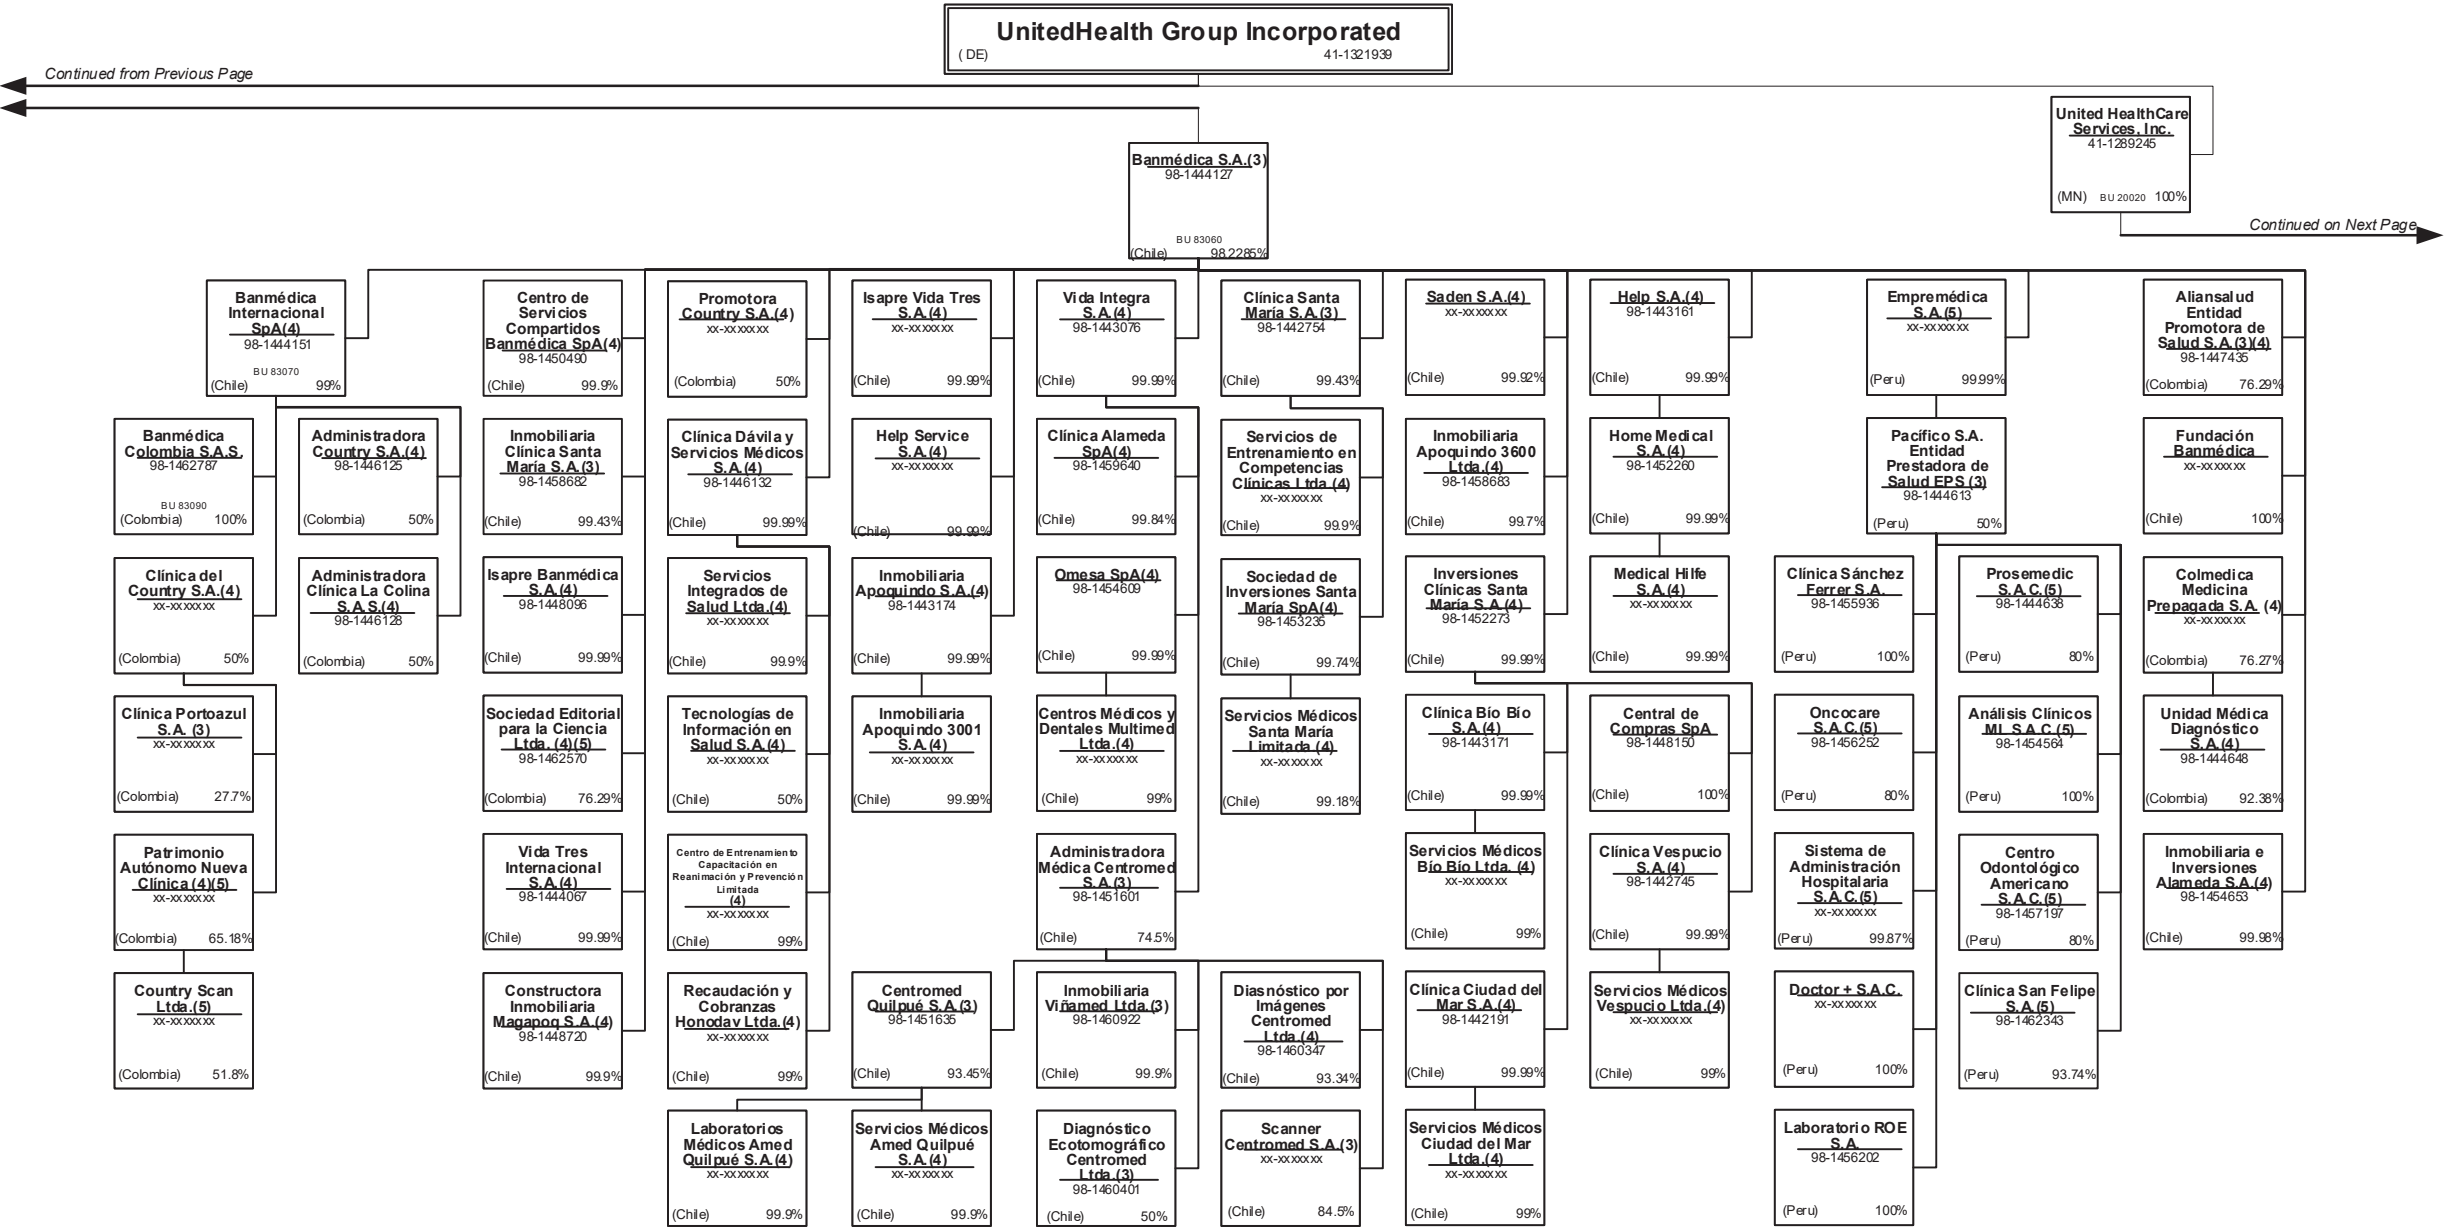 UnitedHealth Group Incorporated
( DE)
41-1321939
Continued from Previous Page
United HealthCare
Services, Inc.
41-1289245
(MN) BU 20020 100%
Continued on Next Page
Banmédica S.A.(3)
98-1444127
BU 83060
(Chile) 98.2285%
Banmédica
Internacional
SpA(4)
98-1444151
BU 83070
(Chile) 99%
Centro de
Servicios
Compartidos
Banmédica SpA(4)
98-1450490
(Chile) 99.9%
Promotora
Country S.A.(4)
xx-xxxxxxx
(Colombia) 50%
Isapre Vida Tres
S.A.(4)
xx-xxxxxxx
(Chile) 99.99%
Vida Integra
S.A.(4)
98-1443076
(Chile) 99.99%
Clínica Santa
María S.A.(3)
98-1442754
(Chile) 99.43%
Saden S.A.(4)
xx-xxxxxxx
(Chile) 99.92%
Help S.A.(4)
98-1443161
(Chile) 99.99%
Empremédica
S.A.(5)
xx-xxxxxxx
(Peru) 99.99%
Aliansalud
Entidad
Promotora de
Salud S.A.(3)(4)
98-1447435
(Colombia) 76.29%
Banmédica
Colombia S.A.S.
98-1462787
BU 83090
(Colombia) 100%
Administradora
Country S.A.(4)
98-1446125
(Colombia) 50%
Inmobiliaria
Clínica Santa
María S.A.(3)
98-1458682
(Chile) 99.43%
Clínica Dávila y
Servicios Médicos
S.A.(4)
98-1446132
(Chile) 99.99%
Help Service
S.A.(4)
xx-xxxxxxx
(Chile) 99.99%
Clínica Alameda
SpA(4)
98-1459640
(Chile) 99.84%
Servicios de
Entrenamiento en
Competencias
Clínicas Ltda.(4)
xx-xxxxxxx
(Chile) 99.9%
Inmobiliaria
Apoquindo 3600
Ltda.(4)
98-1458683
(Chile) 99.7%
Home Medical
S.A.(4)
98-1452260
(Chile) 99.99%
Pacífico S.A.
Entidad
Prestadora de
Salud EPS (3)
98-1444613
(Peru) 50%
Fundación
Banmédica
xx-xxxxxxx
(Chile) 100%
Clínica del
Country S.A.(4)
xx-xxxxxxx
(Colombia) 50%
Administradora
Clínica La Colina
S.A.S.(4)
98-1446128
(Colombia) 50%
Isapre Banmédica
S.A.(4)
98-1448096
(Chile) 99.99%
Servicios
Integrados de
Salud Ltda.(4)
xx-xxxxxxx
(Chile) 99.9%
Inmobiliaria
Apoquindo S.A.(4)
98-1443174
(Chile) 99.99%
Omesa SpA(4)
98-1454609
(Chile) 99.99%
Sociedad de
Inversiones Santa
María SpA(4)
98-1453235
(Chile) 99.74%
Inversiones
Clínicas Santa
María S.A.(4)
98-1452273
(Chile) 99.99%
Medical Hilfe
S.A.(4)
xx-xxxxxxx
(Chile) 99.99%
Clínica Sánchez
Ferrer S.A.
98-1455936
(Peru) 100%
Prosemedic
S.A.C.(5)
98-1444638
(Peru) 80%
Colmedica
Medicina
Prepagada S.A. (4)
xx-xxxxxxx
(Colombia) 76.27%
Clínica Portoazul
S.A. (3)
xx-xxxxxxx
(Colombia) 27.7%
Sociedad Editorial
para la Ciencia
Ltda. (4)(5)
98-1462570
(Colombia) 76.29%
Tecnologías de
Información en
Salud S.A.(4)
xx-xxxxxxx
(Chile) 50%
Inmobiliaria
Apoquindo 3001
S.A.(4)
xx-xxxxxxx
(Chile) 99.99%
Centros Médicos y
Dentales Multimed
Ltda.(4)
xx-xxxxxxx
(Chile) 99%
Servicios Médicos
Santa María
Limitada.(4)
xx-xxxxxxx
(Chile) 99.18%
Clínica Bío Bío
S.A.(4)
98-1443171
(Chile) 99.99%
Central de
Compras SpA
98-1448150
(Chile) 100%
Oncocare
S.A.C.(5)
98-1456252
(Peru) 80%
Análisis Clínicos
ML S.A.C.(5)
98-1454564
(Peru) 100%
Unidad Médica
Diagnóstico
S.A.(4)
98-1444648
(Colombia) 92.38%
Patrimonio
Autónomo Nueva
Clínica (4)(5)
xx-xxxxxxx
(Colombia) 65.18%
Vida Tres
Internacional
S.A.(4)
98-1444067
(Chile) 99.99%
Centro de Entrenamiento
Capacitación en
Reanimación y Prevención
Limitada
(4)
xx-xxxxxxx
(Chile) 99%
Administradora
Médica Centromed
S.A.(3)
98-1451601
(Chile) 74.5%
Servicios Médicos
Bío Bío Ltda. (4)
xx-xxxxxxx
(Chile) 99%
Clínica Vespucio
S.A.(4)
98-1442745
(Chile) 99.99%
Sistema de
Administración
Hospitalaria
S.A.C.(5)
xx-xxxxxxx
(Peru) 99.87%
Centro
Odontológico
Americano
S.A.C.(5)
98-1457197
(Peru) 80%
Inmobiliaria e
Inversiones
Alameda S.A.(4)
98-1454653
(Chile) 99.98%
Country Scan
Ltda.(5)
xx-xxxxxxx
(Colombia) 51.8%
Constructora
Inmobiliaria
Magapoq S.A.(4)
98-1448720
(Chile) 99.9%
Recaudación y
Cobranzas
Honodav Ltda.(4)
xx-xxxxxxx
(Chile) 99%
Centromed
Quilpué S.A.(3)
98-1451635
(Chile) 93.45%
Inmobiliaria
Viñamed Ltda.(3)
98-1460922
(Chile) 99.9%
Diasnóstico por
Imágenes
Centromed
Ltda.(4)
98-1460347
(Chile) 93.34%
Clínica Ciudad del
Mar S.A.(4)
98-1442191
(Chile) 99.99%
Servicios Médicos
Vespucio Ltda.(4)
xx-xxxxxxx
(Chile) 99%
Doctor + S.A.C.
xx-xxxxxxx
(Peru) 100%
Clínica San Felipe
S.A.(5)
98-1462343
(Peru) 93.74%
Laboratorios
Médicos Amed
Quilpué S.A.(4)
xx-xxxxxxx
(Chile) 99.9%
Servicios Médicos
Amed Quilpué
S.A.(4)
xx-xxxxxxx
(Chile) 99.9%
Diagnóstico
Ecotomográfico
Centromed
Ltda.(3)
98-1460401
(Chile) 50%
Scanner
Centromed S.A.(3)
xx-xxxxxxx
(Chile) 84.5%
Servicios Médicos
Ciudad del Mar
Ltda.(4)
xx-xxxxxxx
(Chile) 99%
Laboratorio ROE
S.A.
98-1456202
(Peru) 100%